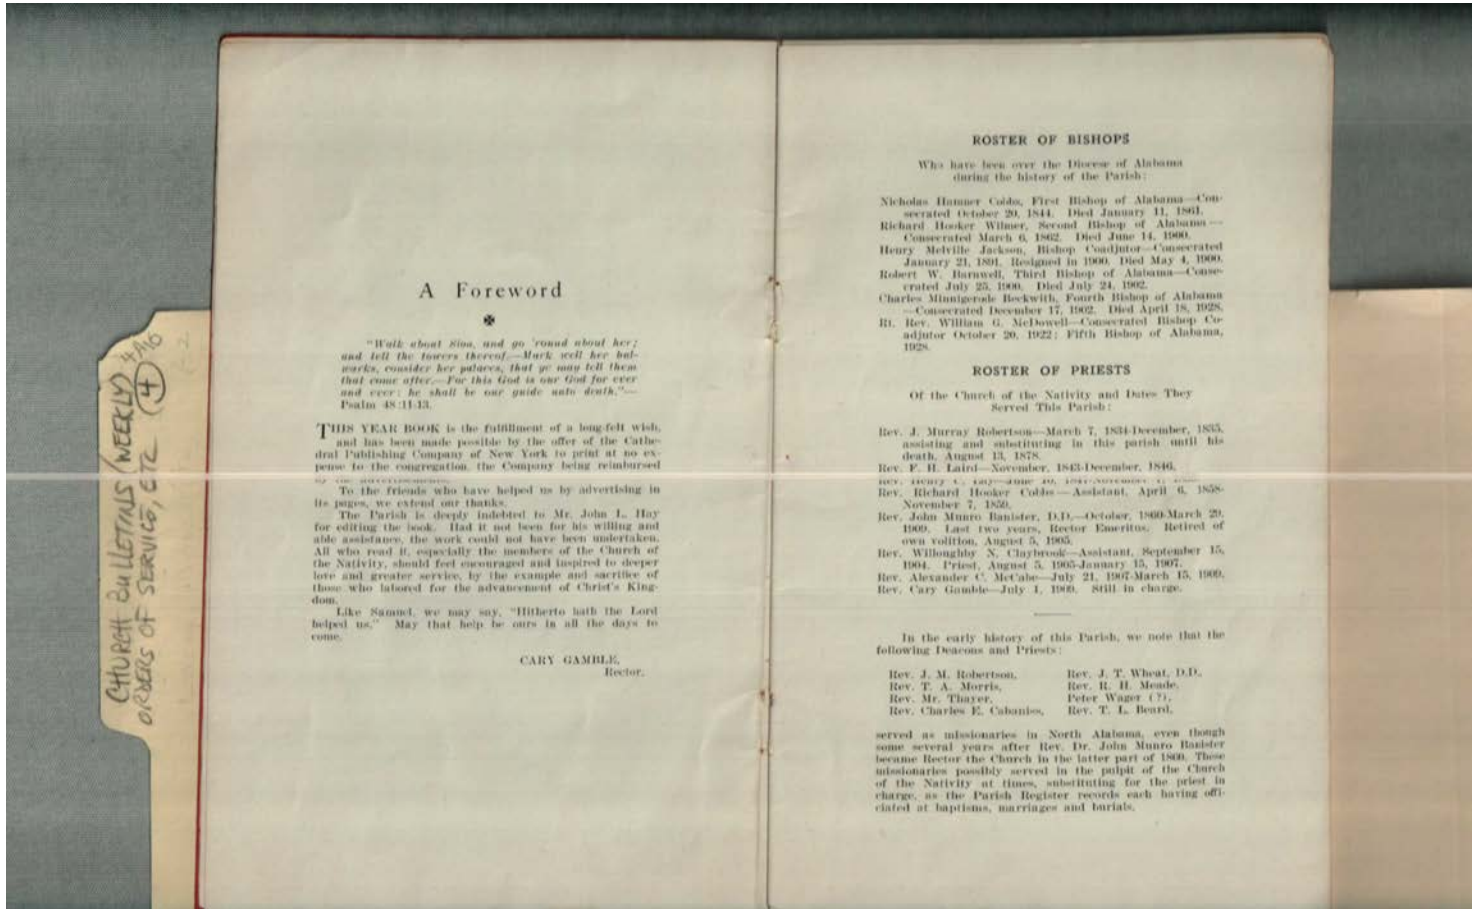 CHURCH BULLETINS (WEEKLY)
ORDERS OF SERVICE, ETC
4
A Foreword
"Walk about Sion, and go 'round about her;
and tell the towers thereof.—Mark well her bul-
warks, consider her palaces, that ye may tell them
that come after.—For this God is our God for ever
and ever: he shall be our guide unto death."—
Psalm 48:11-13.
THIS YEAR BOOK is the fulfillment of a long-felt wish,
and has been made possible by the offer of the Cathe-
dral Publishing Company of New York to print at no ex-
pense to the congregation, the Company being reimbursed
by the advertisements.
To the friends who have helped us by advertising in
its pages, we extend our thanks.
The Parish is deeply indebted to Mr. John L. Hay
for editing the book. Had it not been for his willing and
able assistance, the work could not have been undertaken.
All who read it, especially the members of the Church of
the Nativity, should feel encouraged and inspired to deeper
love and greater service, by the example and sacrifice of
those who labored for the advancement of Christ's King-
dom.
Like Samuel, we may say, "Hitherto hath the Lord
helped us." May that help be ours in all the days to
come.
CARY GAMBLE,
Rector.
ROSTER OF BISHOPS
Who have been over the Diocese of Alabama
during the history of the Parish:
Nicholas Hamner Cobbs, First Bishop of Alabama—Con-
secrated October 20, 1844. Died January 11, 1861.
Richard Hooker Wilmer, Second Bishop of Alabama—
Consecrated March 6, 1862. Died June 14, 1900.
Henry Melville Jackson, Bishop Coadjutor—Consecrated
January 21, 1891. Resigned in 1900. Died May 4, 1900.
Robert W. Barnwell, Third Bishop of Alabama—Conse-
crated July 25, 1900. Died July 24, 1902.
Charles Minnigerode Beckwith, Fourth Bishop of Alabama
—Consecrated December 17, 1902. Died April 18, 1928.
Rt. Rev. William G. McDowell—Consecrated Bishop Co-
adjutor October 20, 1922; Fifth Bishop of Alabama,
1928.
ROSTER OF PRIESTS
Of the Church of the Nativity and Dates They
Served This Parish:
Rev. J. Murray Robertson—March 7, 1834-December, 1835,
assisting and substituting in this parish until his
death, August 13, 1878.
Rev. F. H. Laird—November, 1843-December, 1846.
Rev. Henry C. Lay—June
Rev. Richard Hooker Cobbs—Assistant, April 6, 1858-
November 7, 1859.
Rev. John Munro Banister, D.D.—October, 1860-March 29,
1909. Last two years, Rector Emeritus. Retired of
own volition, August 5, 1905.
Rev. Willoughby N. Claybrook—Assistant, September 15,
1904. Priest, August 5, 1905-January 15, 1907.
Rev. Alexander C. McCabe—July 21, 1907-March 15, 1909.
Rev. Cary Gamble—July 1, 1909. Still in charge.
In the early history of this Parish, we note that the
following Deacons and Priests:
Rev. J. M. Robertson,
Rev. T. A. Morris,
Rev. Mr. Thayer,
Rev. Charles E. Cabaniss,
Rev. J. T. Wheat, D.D.,
Rev. R. H. Meade,
Peter Wager (?),
Rev. T. L. Beard,
served as missionaries in North Alabama, even though
some several years after Rev. Dr. John Munro Banister
became Rector the Church in the latter part of 1860. These
missionaries possibly served in the pulpit of the Church
of the Nativity at times, substituting for the priest in
charge, as the Parish Register records each having offi-
ciated at baptisms, marriages and burials.